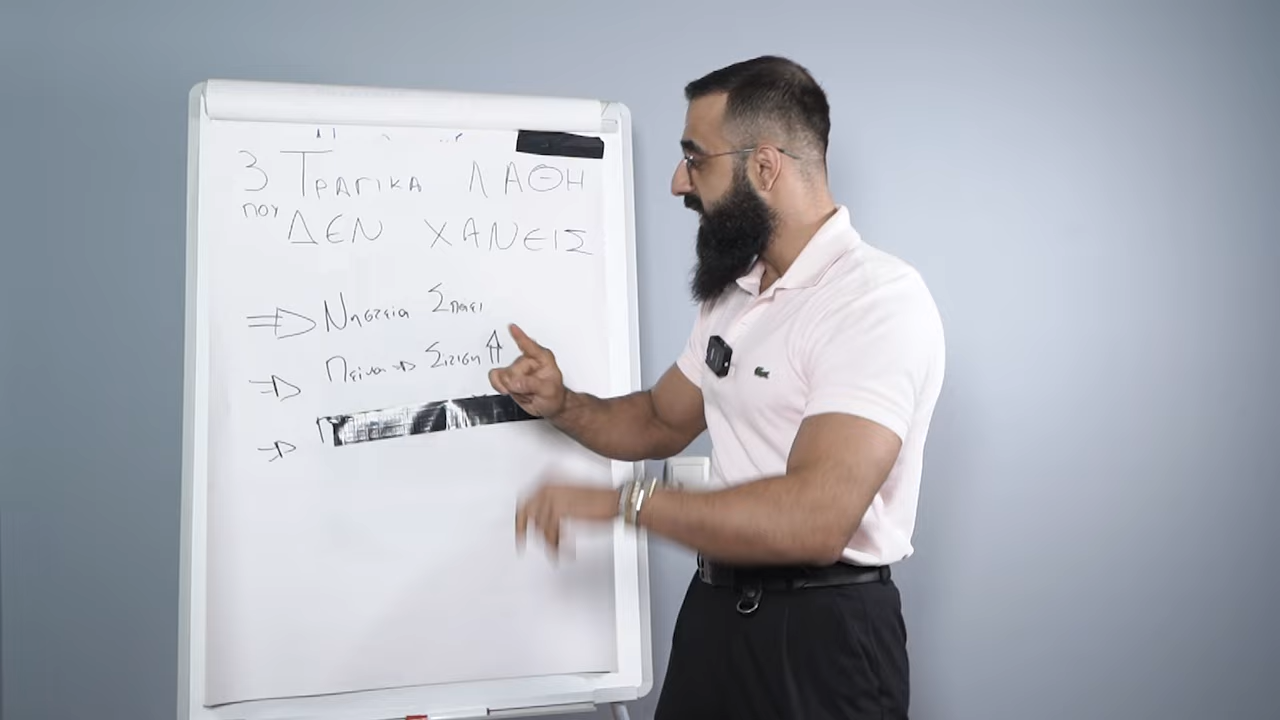 3 ΤΡΑΓΙΚΑ ΛΑΘΗ
ΠΟΥ ΔΕΝ ΧΑΝΕΙΣ
⇒ Νηστεία Σπάει
⇒ Πείνα → Σίτιση ↑
⇒